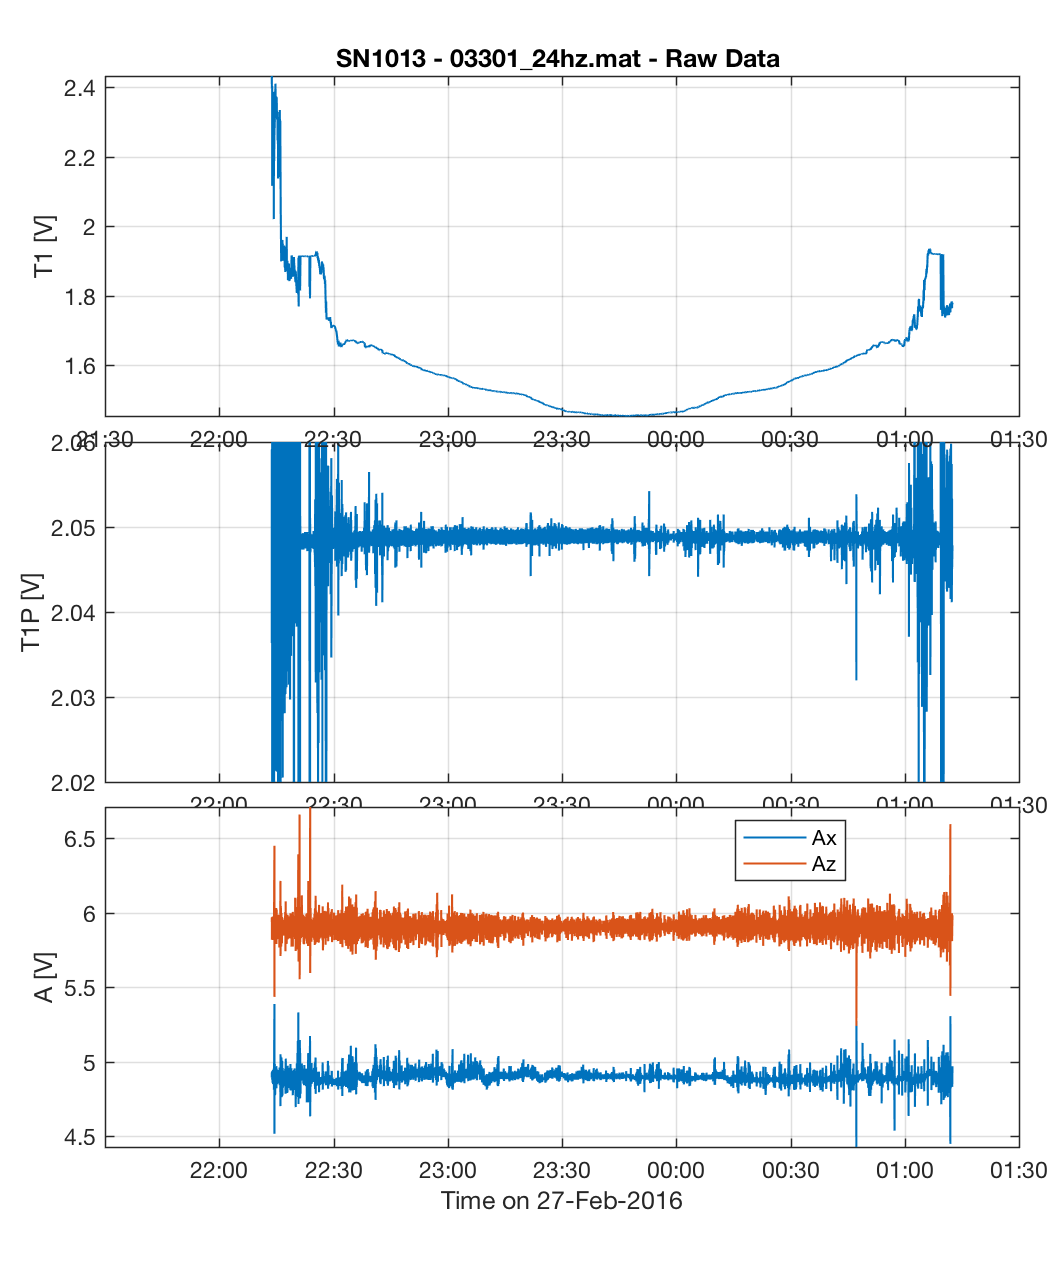 SN1013 - 03301_24hz.mat - Raw Data
T1 [V]
2.4
2.2
2
1.8
1.6
21:30 22:00 22:30 23:00 23:30 00:00 00:30 01:00 01:30
T1P [V]
2.06
2.05
2.04
2.03
2.02
22:00 22:30 23:00 23:30 00:00 00:30 01:00 01:30
A [V]
6.5
6
5.5
5
4.5
Ax
Az
22:00 22:30 23:00 23:30 00:00 00:30 01:00 01:30
Time on 27-Feb-2016